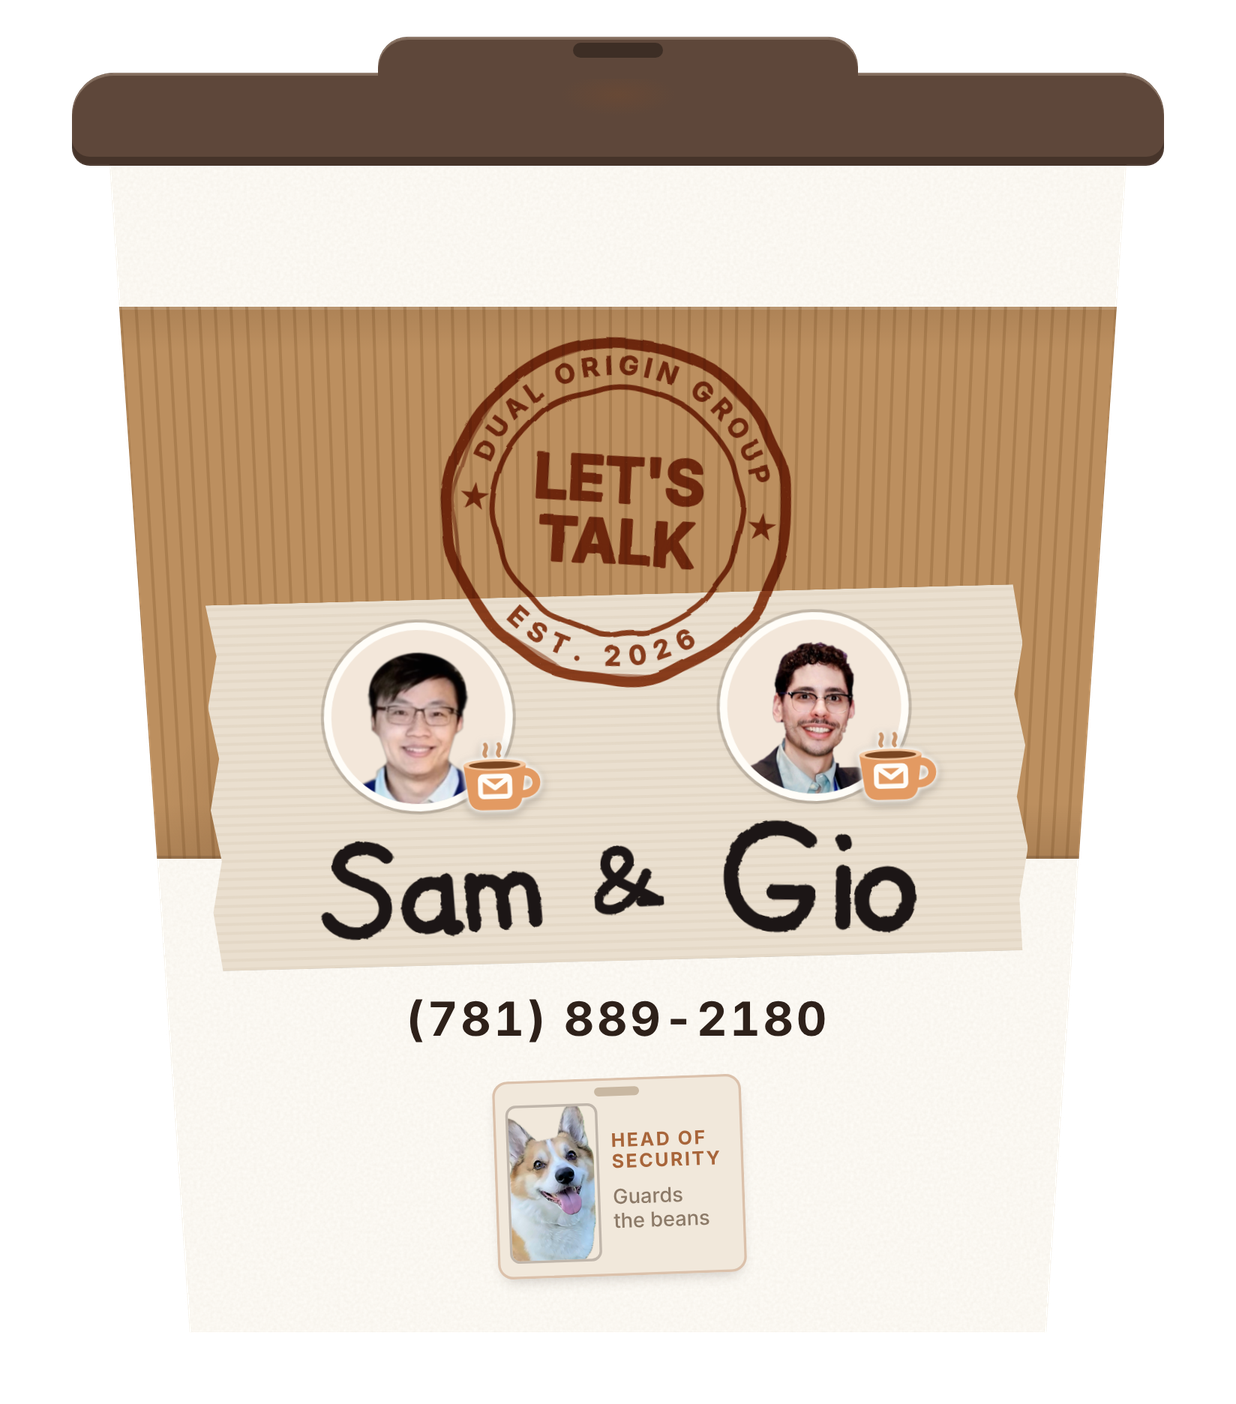 DUAL ORIGIN GROUP
LET'S
TALK
EST. 2026
Sam & Gio
(781) 889-2180
HEAD OF
SECURITY
Guards
the beans